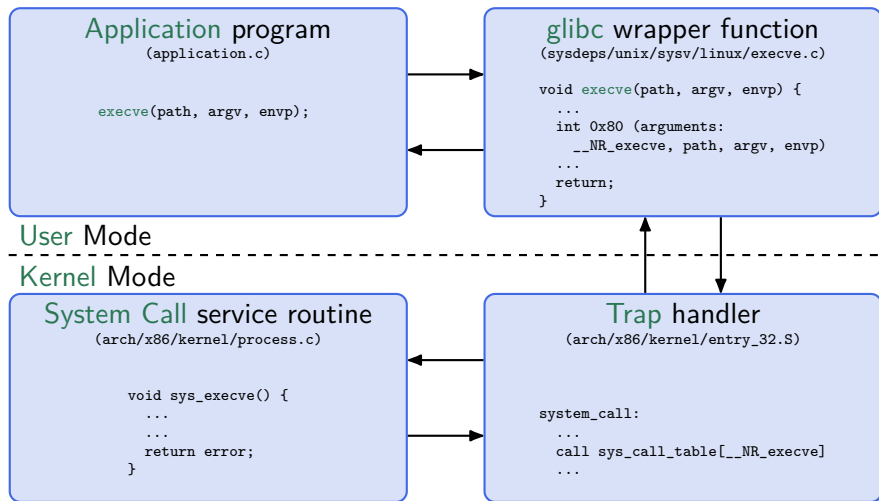 Application program
(application.c)
execve(path, argv, envp);
glibc wrapper function
(sysdeps/unix/sysv/linux/execve.c)
void execve(path, argv, envp) {
...
int 0x80 (arguments:
__NR_execve, path, argv, envp)
...
return;
}
User Mode
Kernel Mode
System Call service routine
(arch/x86/kernel/process.c)
void sys_execve() {
...
...
return error;
}
Trap handler
(arch/x86/kernel/entry_32.S)
system_call:
...
call sys_call_table[__NR_execve]
...